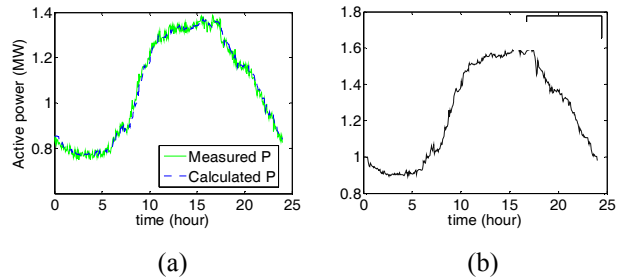 1.4
1.2
1
0.8
Active power (MW)
Measured P
Calculated P
0 5 10 15 20 25
time (hour)
(a)
1.8
1.6
1.4
1.2
1
0.8
0 5 10 15 20 25
time (hour)
(b)